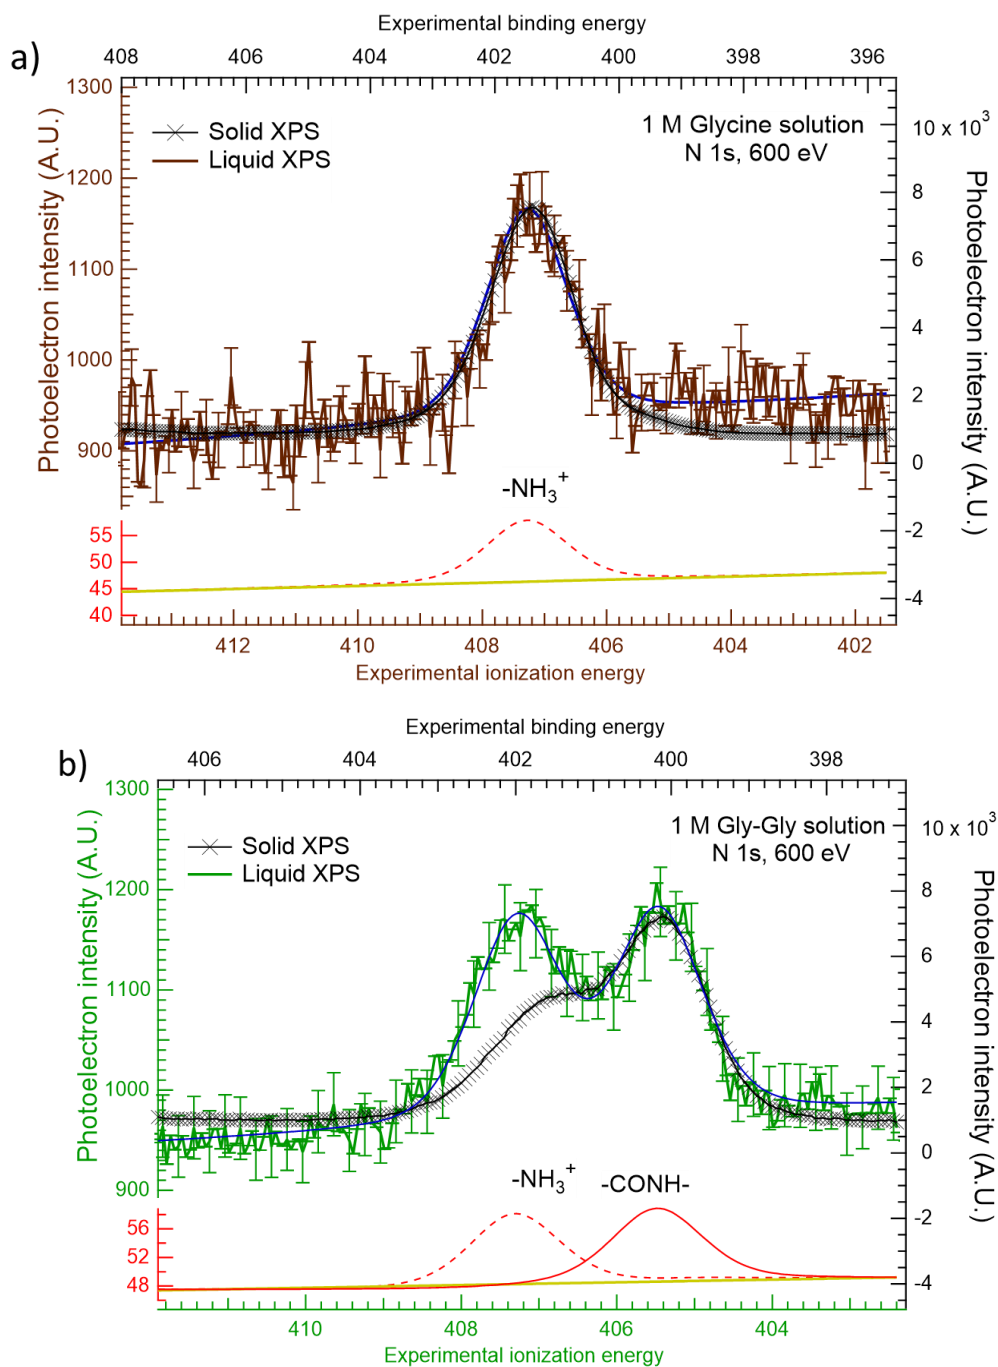 Experimental binding energy
a)
408 406 404 402 400 398 396
1300
1200
1100
1000
900
Photoelectron intensity (A.U.)
Solid XPS
Liquid XPS
1 M Glycine solution
N 1s, 600 eV
10 x 10³
8
6
4
2
0
-2
-4
Photoelectron intensity (A.U.)
-NH₃⁺
55
50
45
40
412 410 408 406 404 402
Experimental ionization energy
Experimental binding energy
b)
406 404 402 400 398
1300
1200
1100
1000
900
Photoelectron intensity (A.U.)
Solid XPS
Liquid XPS
1 M Gly-Gly solution
N 1s, 600 eV
10 x 10³
8
6
4
2
0
-2
-4
Photoelectron intensity (A.U.)
-NH₃⁺ -CONH-
56
52
48
410 408 406 404
Experimental ionization energy